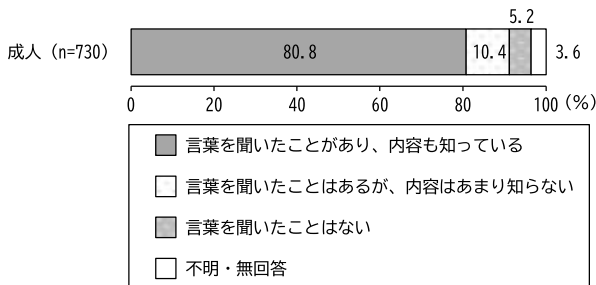 5.2
成人（n=730） 80.8 10.4 3.6
0 20 40 60 80 100（%）
言葉を聞いたことがあり、内容も知っている
言葉を聞いたことはあるが、内容はあまり知らない
言葉を聞いたことはない
不明・無回答